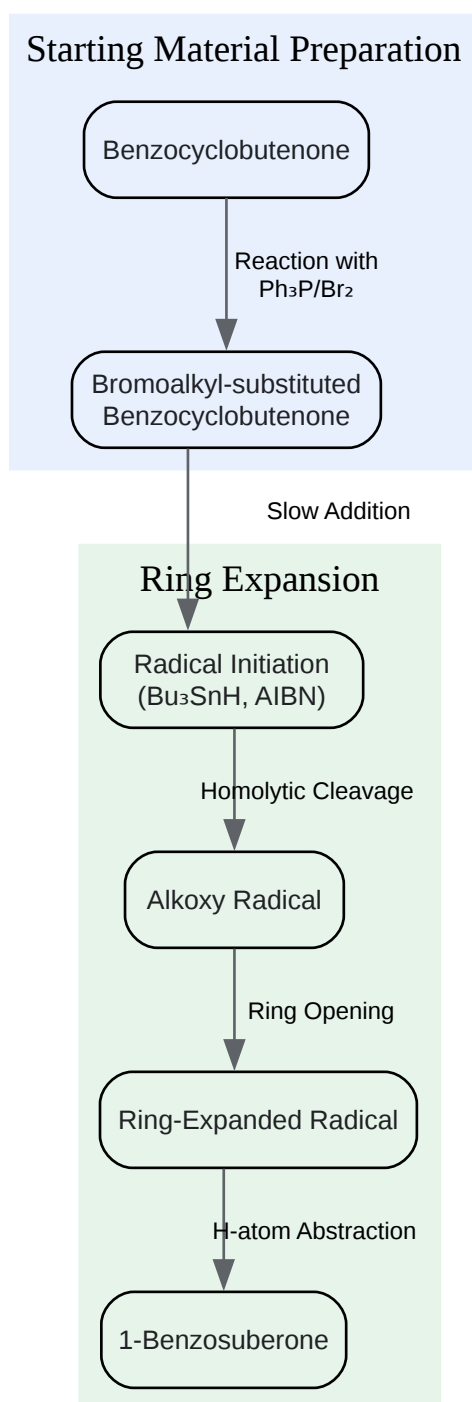 Starting Material Preparation
Benzocyclobutenone
Reaction with
Ph₃P/Br₂
Bromoalkyl-substituted
Benzocyclobutenone
Slow Addition
Ring Expansion
Radical Initiation
(Bu₃SnH, AIBN)
Homolytic Cleavage
Alkoxy Radical
Ring Opening
Ring-Expanded Radical
H-atom Abstraction
1-Benzosuberone